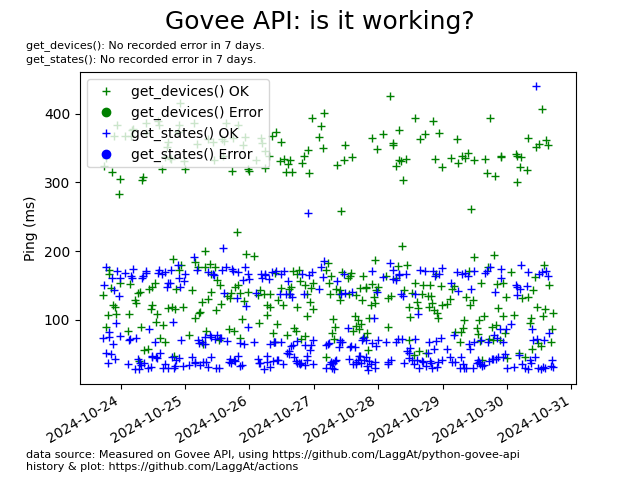 Govee API: is it working?
get_devices(): No recorded error in 7 days.
get_states(): No recorded error in 7 days.
get_devices() OK
get_devices() Error
get_states() OK
get_states() Error
400
300
200
100
Ping (ms)
2024-10-24
2024-10-25
2024-10-26
2024-10-27
2024-10-28
2024-10-29
2024-10-30
2024-10-31
data source: Measured on Govee API, using https://github.com/LaggAt/python-govee-api
history & plot: https://github.com/LaggAt/actions